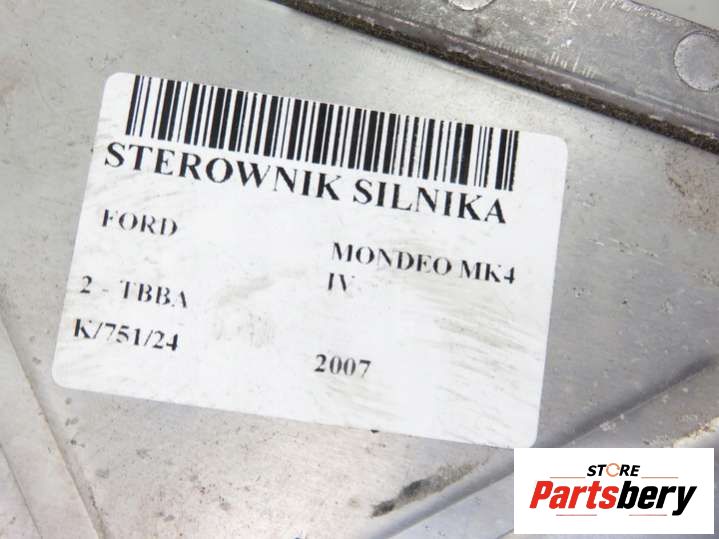 STEROWNIK SILNIKA
FORD
MONDEO MK4
IV
2 - TBBA
K/751/24
2007
STORE
Partsbery